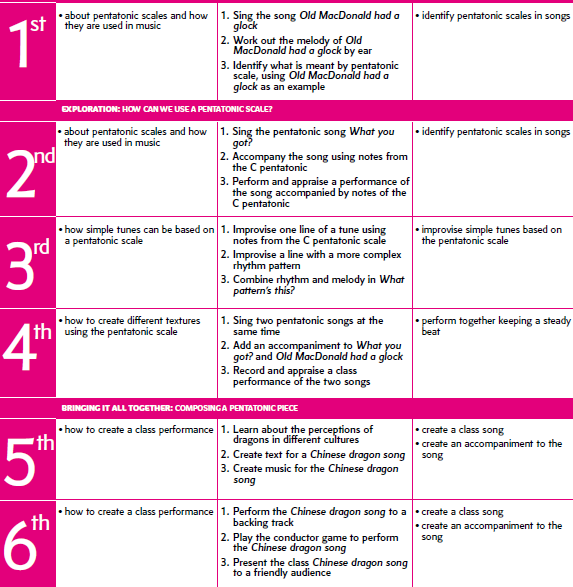 1st
• about pentatonic scales and how
they are used in music
1. Sing the song Old MacDonald had a
glock
2. Work out the melody of Old
MacDonald had a glock by ear
3. Identify what is meant by pentatonic
scale, using Old MacDonald had a
glock as an example
• identify pentatonic scales in songs
EXPLORATION: HOW CAN WE USE A PENTATONIC SCALE?
2nd
• about pentatonic scales and how
they are used in music
1. Sing the pentatonic song What you
got?
2. Accompany the song using notes from
the C pentatonic
3. Perform and appraise a performance of
the song accompanied by notes of the
C pentatonic
• identify pentatonic scales in songs
3rd
• how simple tunes can be based on
a pentatonic scale
1. Improvise one line of a tune using
notes from the C pentatonic scale
2. Improvise a line with a more complex
rhythm pattern
3. Combine rhythm and melody in What
pattern's this?
• improvise simple tunes based on
the pentatonic scale
4th
• how to create different textures
using the pentatonic scale
1. Sing two pentatonic songs at the
same time
2. Add an accompaniment to What you
got? and Old MacDonald had a glock
3. Record and appraise a class
performance of the two songs
• perform together keeping a steady
beat
BRINGING IT ALL TOGETHER: COMPOSING A PENTATONIC PIECE
5th
• how to create a class performance
1. Learn about the perceptions of
dragons in different cultures
2. Create text for a Chinese dragon song
3. Create music for the Chinese dragon
song
• create a class song
• create an accompaniment to the
song
6th
• how to create a class performance
1. Perform the Chinese dragon song to a
backing track
2. Play the conductor game to perform
the Chinese dragon song
3. Present the class Chinese dragon song
to a friendly audience
• create a class song
• create an accompaniment to the
song